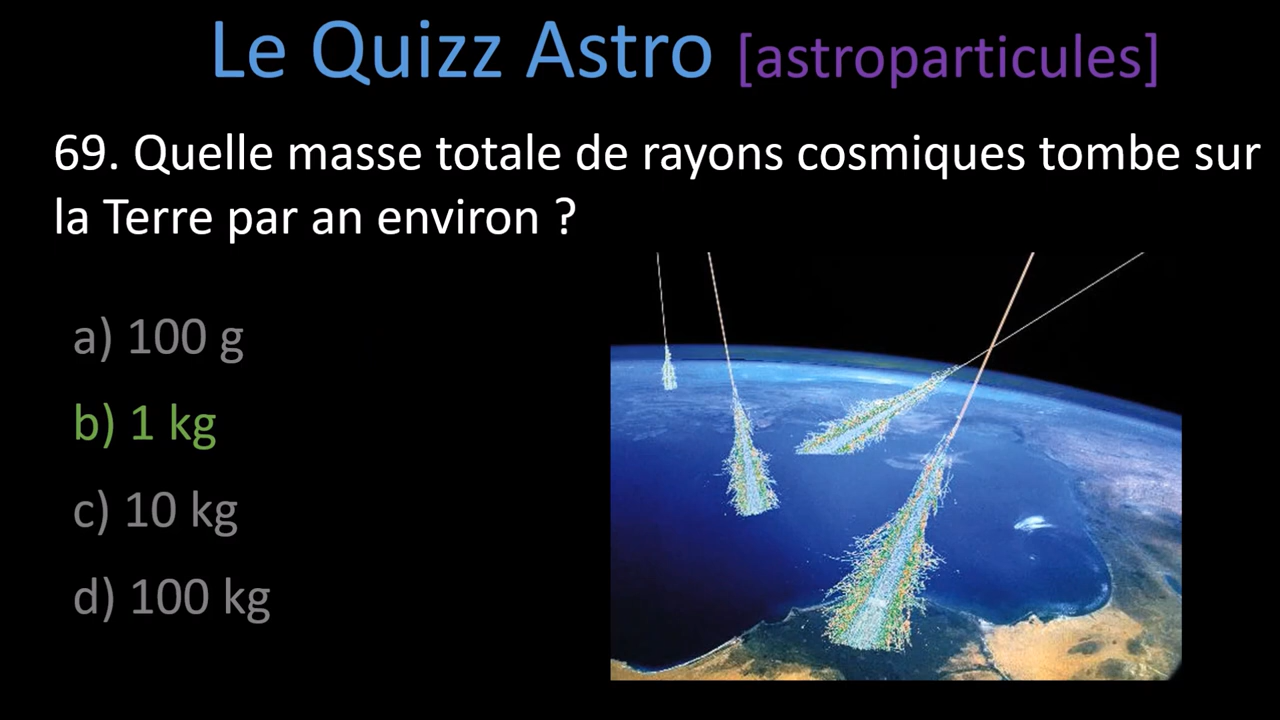 Le Quizz Astro [astroparticules]
69. Quelle masse totale de rayons cosmiques tombe sur
la Terre par an environ ?
a) 100 g
b) 1 kg
c) 10 kg
d) 100 kg